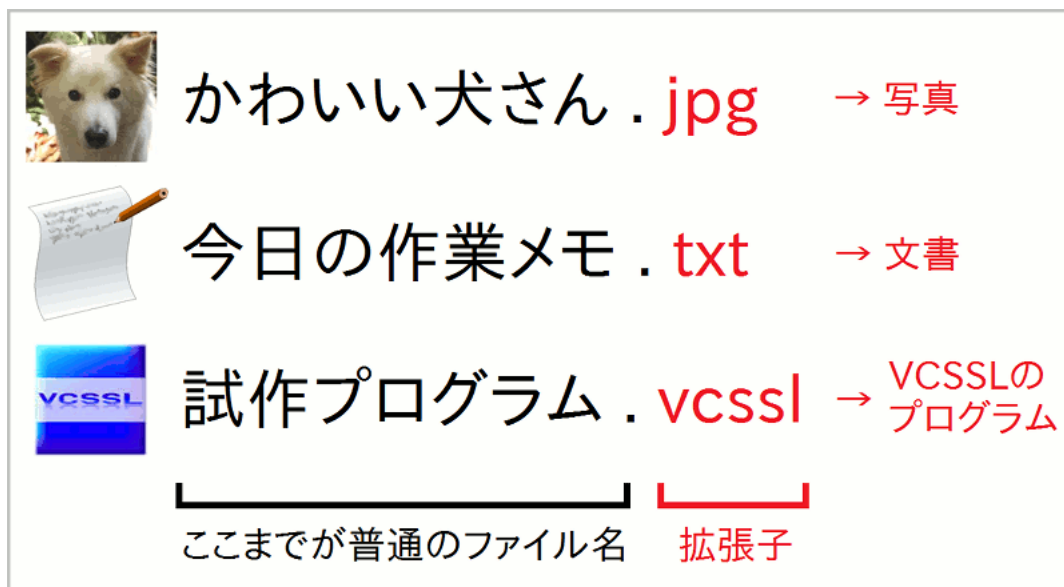 かわいい犬さん . jpg → 写真
今日の作業メモ . txt → 文書
VCSSL
試作プログラム . vcssl → VCSSLの
プログラム
ここまでが普通のファイル名 拡張子